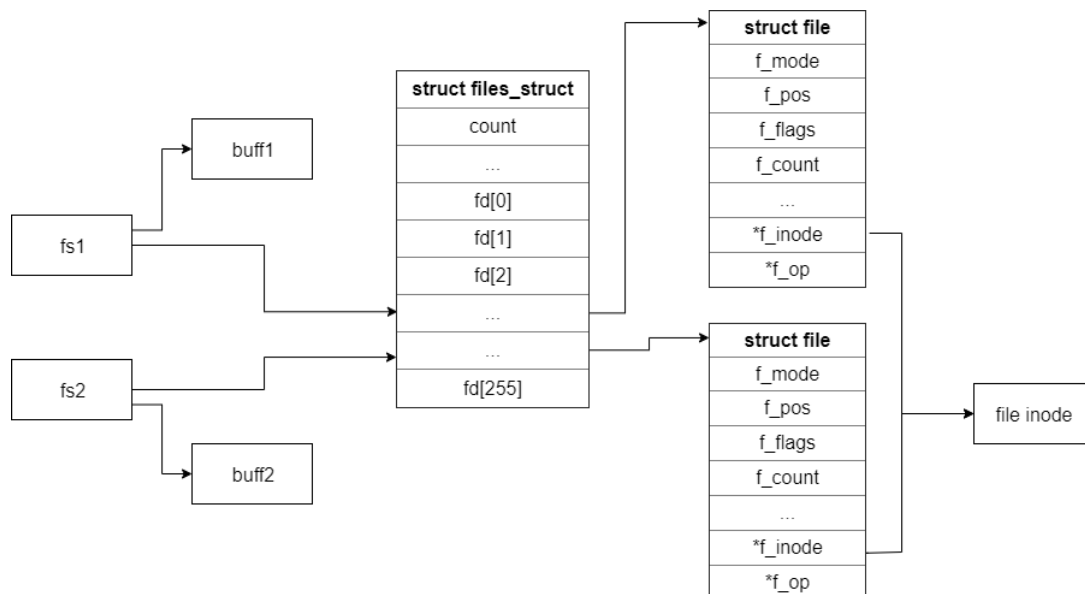 fs1
fs2
buff1
buff2
struct files_struct
count
...
fd[0]
fd[1]
fd[2]
...
...
fd[255]
struct file
f_mode
f_pos
f_flags
f_count
...
*f_inode
*f_op
struct file
f_mode
f_pos
f_flags
f_count
...
*f_inode
*f_op
file inode